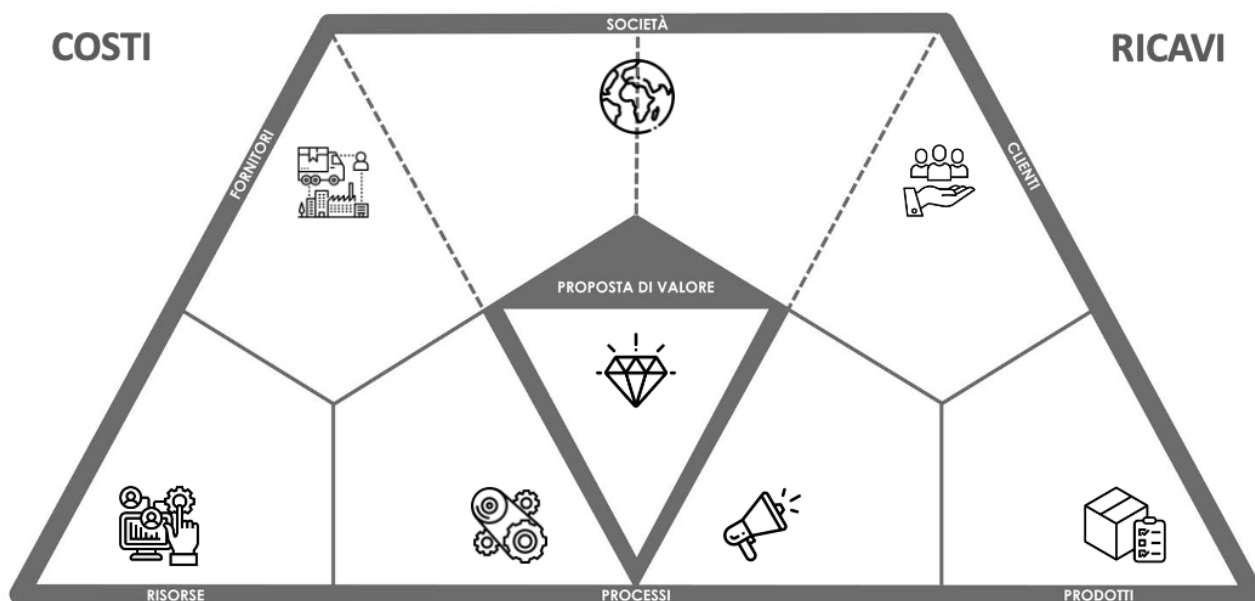 SOCIETÀ
COSTI
RICAVI
FORNITORI
CLIENTI
PROPOSTA DI VALORE
RISORSE
PROCESSI
PRODOTTI